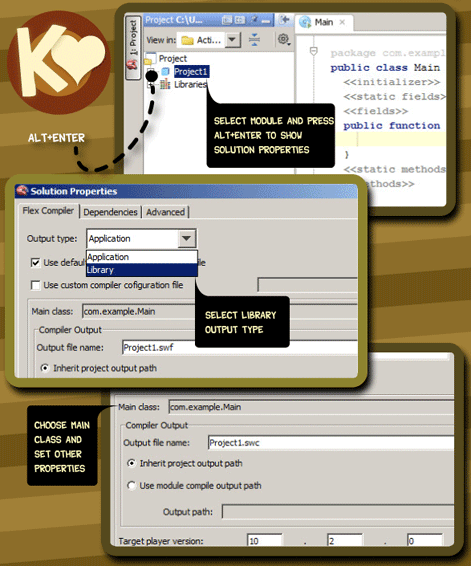 K
ALT+ENTER
1: Project
Project C:\U...
View in: Acti...
Project
Project1
Libraries
SELECT MODULE AND PRESS
ALT+ENTER TO SHOW
SOLUTION PROPERTIES
Main
package com.examp
public class Main
<<initializer>>
<<static fields>
<<fields>>
public function
}
<<static methods
thods>>
Solution Properties
Flex Compiler Dependencies Advanced
Output type: Application
Application
Library
Use defau le
Use custom compiler cofiguration file
Main class: com.example.Main
Compiler Output
Output file name: Project1.swf
Inherit project output path
SELECT LIBRARY
OUTPUT TYPE
CHOOSE MAIN
CLASS AND
SET OTHER
PROPERTIES
Main class: com.example.Main
Compiler Output
Output file name: Project1.swc
Inherit project output path
Use module compile output path
Output path:
Target player version: 10 . 2 . 0